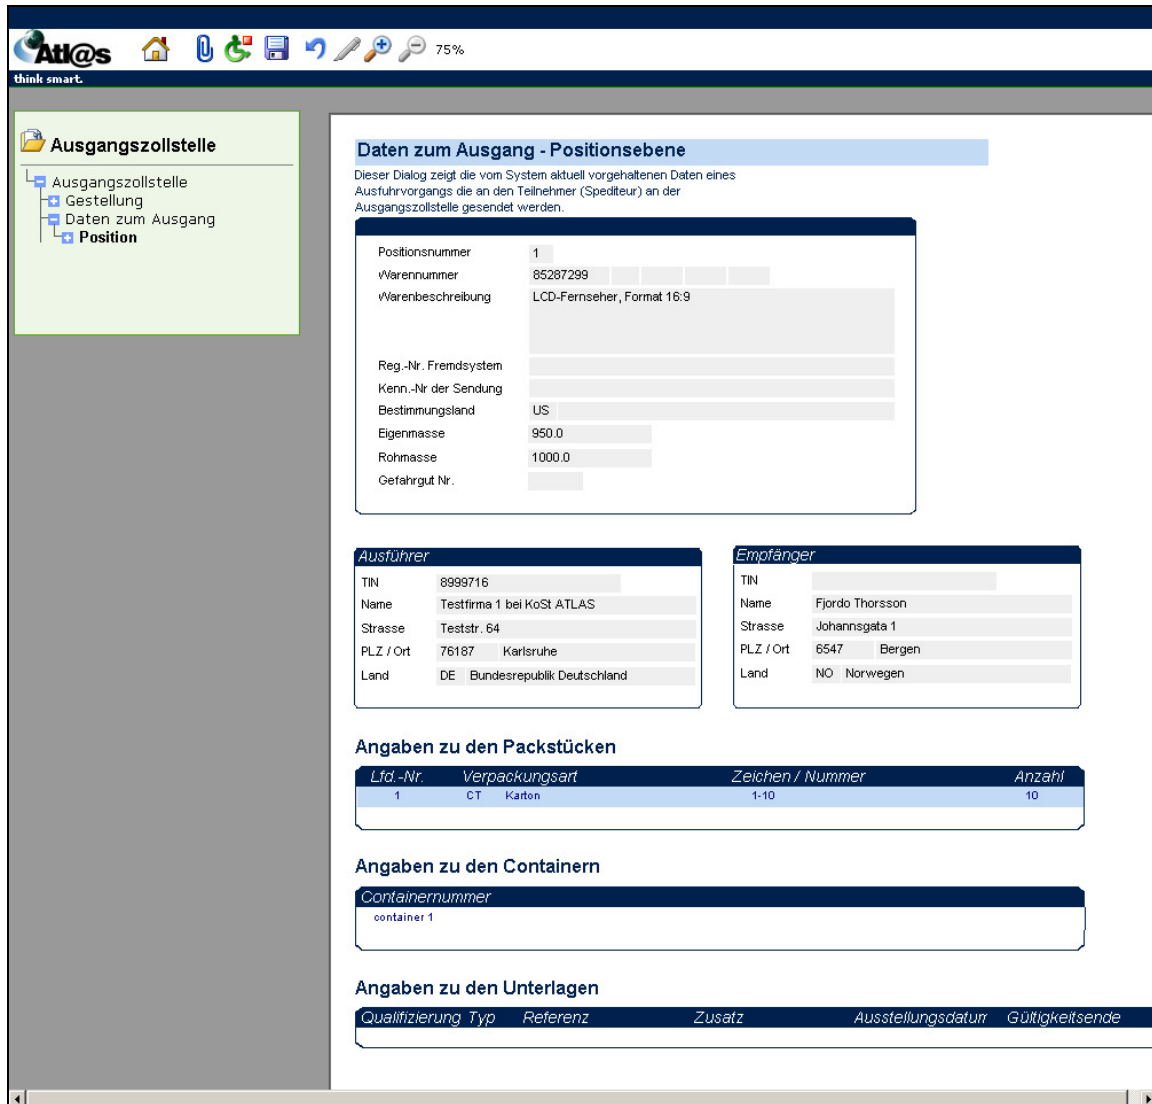 Atl@s
75%
think smart.
Ausgangszollstelle
Ausgangszollstelle
Gestellung
Daten zum Ausgang
Position
Daten zum Ausgang - Positionsebene
Dieser Dialog zeigt die vom System aktuell vorgehaltenen Daten eines
Ausfuhrvorgangs die an den Teilnehmer (Spediteur) an der
Ausgangszollstelle gesendet werden.
Positionsnummer 1
Warennummer 85287299
Warenbeschreibung LCD-Fernseher, Format 16:9
Reg.-Nr. Fremdsystem
Kenn.-Nr der Sendung
Bestimmungsland US
Eigenmasse 950.0
Rohmasse 1000.0
Gefahrgut Nr.
Ausführer
TIN 8999716
Name Testfirma 1 bei KoSt ATLAS
Strasse Teststr. 64
PLZ / Ort 76187 Karlsruhe
Land DE Bundesrepublik Deutschland
Empfänger
TIN
Name Fjordo Thorsson
Strasse Johannsgata 1
PLZ / Ort 6547 Bergen
Land NO Norwegen
Angaben zu den Packstücken
Lfd.-Nr. Verpackungsart Zeichen / Nummer Anzahl
1 CT Karton 1-10 10
Angaben zu den Containern
Containernummer
container 1
Angaben zu den Unterlagen
Qualifizierung Typ Referenz Zusatz Ausstellungsdatum Gültigkeitsende